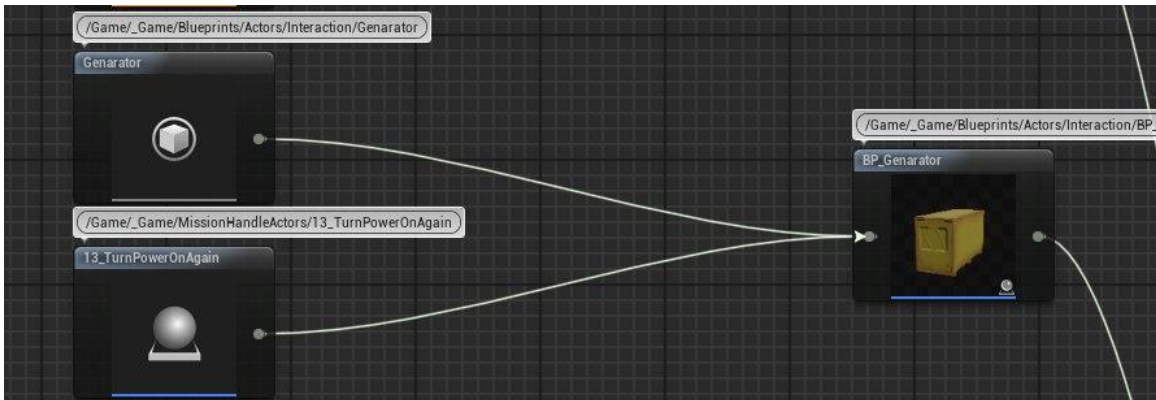 /Game/_Game/Blueprints/Actors/Interaction/Genarator
Genarator
/Game/_Game/MissionHandleActors/13_TurnPowerOnAgain
13_TurnPowerOnAgain
/Game/_Game/Blueprints/Actors/Interaction/BP_
BP_Genarator